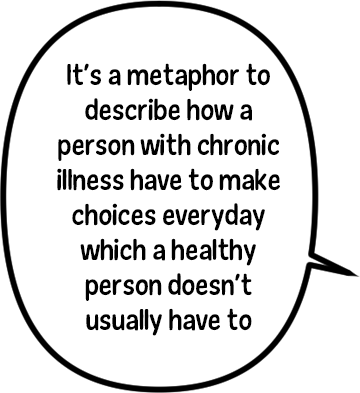 It's a metaphor to
describe how a
person with chronic
illness have to make
choices everyday
which a healthy
person doesn't
usually have to